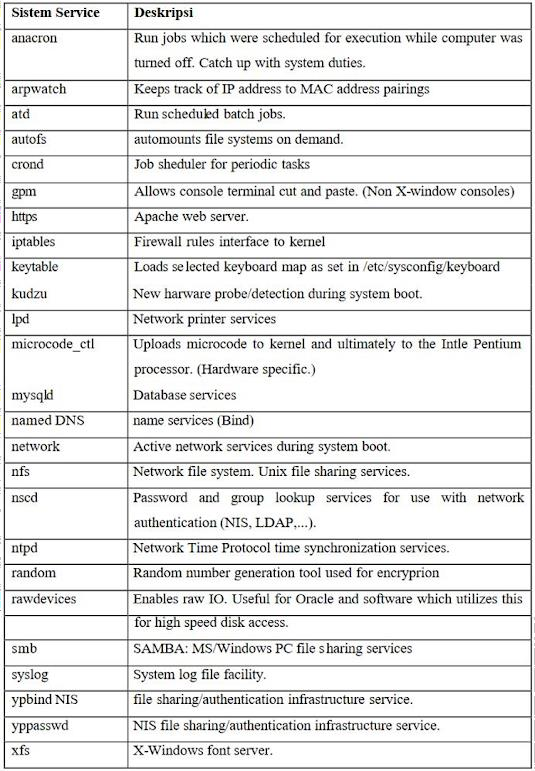 Sistem Service Deskripsi
anacron Run jobs which were scheduled for execution while computer was
turned off. Catch up with system duties.
arpwatch Keeps track of IP address to MAC address pairings
atd Run scheduled batch jobs.
autofs automounts file systems on demand.
crond Job sheduler for periodic tasks
gpm Allows console terminal cut and paste. (Non X-window consoles)
https Apache web server.
iptables Firewall rules interface to kernel
keytable Loads selected keyboard map as set in /etc/sysconfig/keyboard
kudzu New harware probe/detection during system boot.
lpd Network printer services
microcode_ctl Uploads microcode to kernel and ultimately to the Intle Pentium
processor. (Hardware specific.)
mysqld Database services
named DNS name services (Bind)
network Active network services during system boot.
nfs Network file system. Unix file sharing services.
nscd Password and group lookup services for use with network
authentication (NIS, LDAP,...).
ntpd Network Time Protocol time synchronization services.
random Random number generation tool used for encryprion
rawdevices Enables raw IO. Useful for Oracle and software which utilizes this
for high speed disk access.
smb SAMBA: MS/Windows PC file sharing services
syslog System log file facility.
ypbind NIS file sharing/authentication infrastructure service.
yppasswd NIS file sharing/authentication infrastructure service.
xfs X-Windows font server.